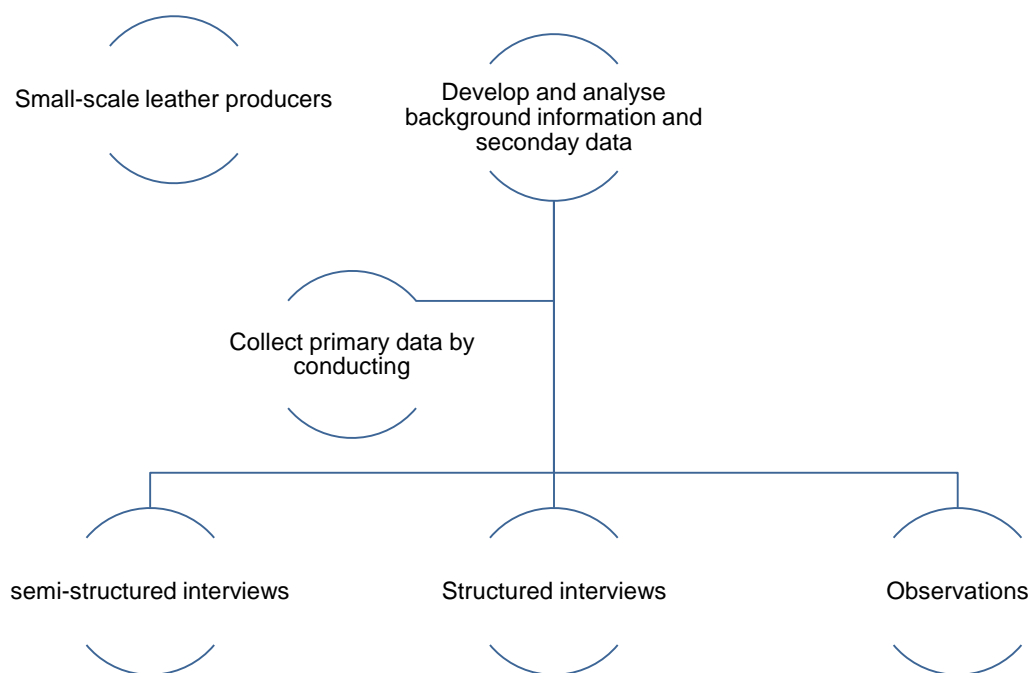 Small-scale leather producers
Develop and analyse
background information and
seconday data
Collect primary data by
conducting
semi-structured interviews
Structured interviews
Observations